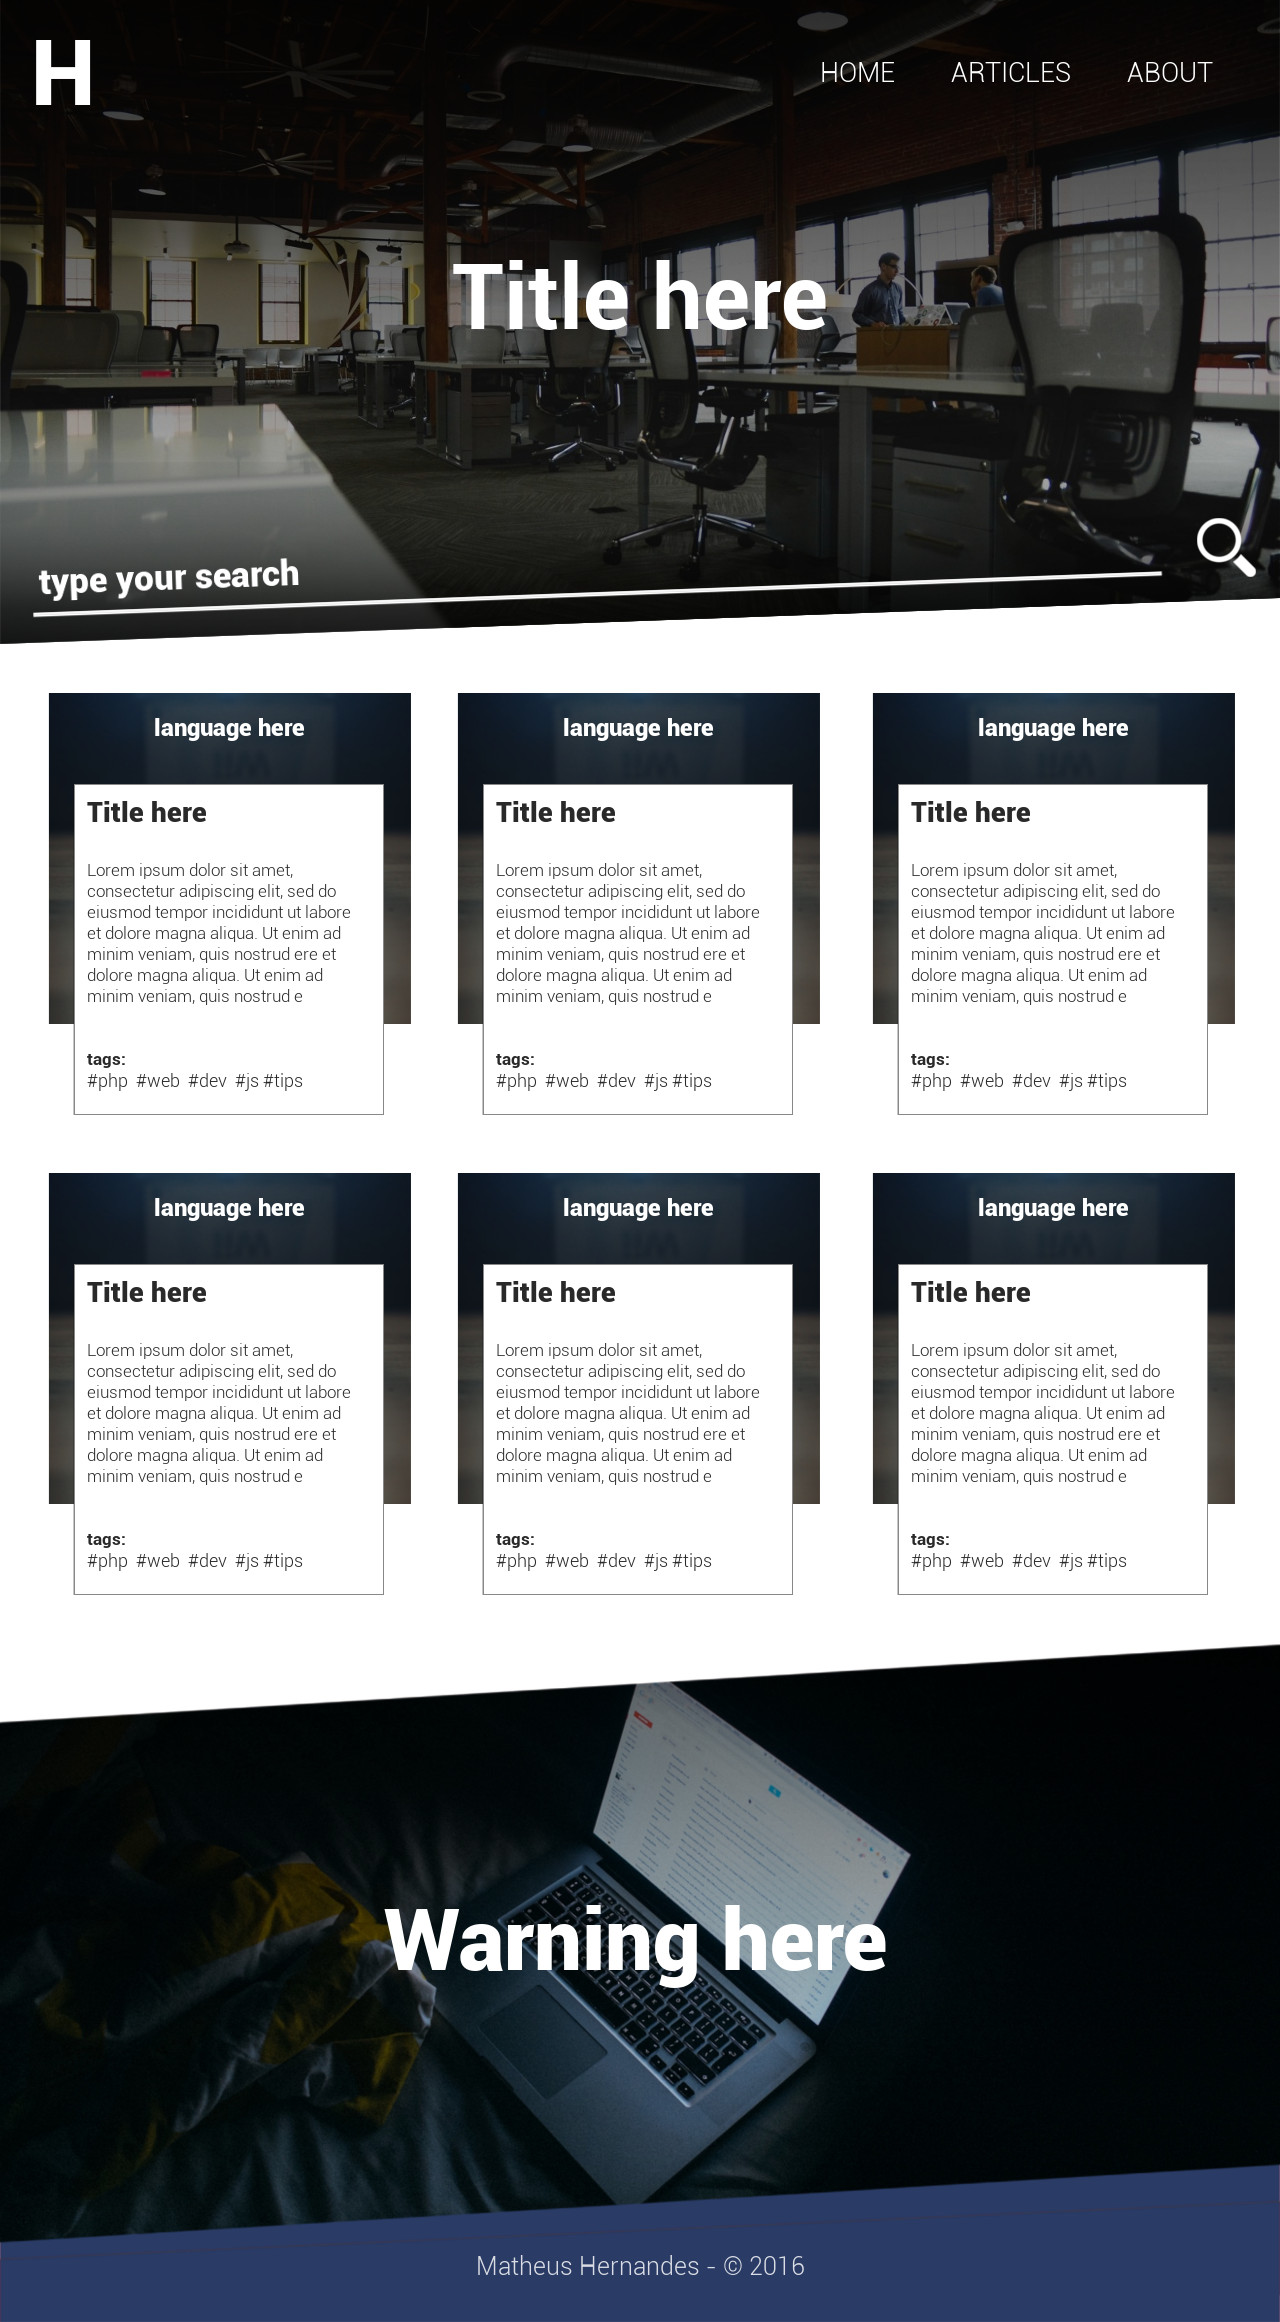 H
HOME ARTICLES ABOUT
Title here
type your search
language here
Title here
Lorem ipsum dolor sit amet,
consectetur adipiscing elit, sed do
eiusmod tempor incididunt ut labore
et dolore magna aliqua. Ut enim ad
minim veniam, quis nostrud ere et
dolore magna aliqua. Ut enim ad
minim veniam, quis nostrud e
tags:
#php #web #dev #js #tips
language here
Title here
Lorem ipsum dolor sit amet,
consectetur adipiscing elit, sed do
eiusmod tempor incididunt ut labore
et dolore magna aliqua. Ut enim ad
minim veniam, quis nostrud ere et
dolore magna aliqua. Ut enim ad
minim veniam, quis nostrud e
tags:
#php #web #dev #js #tips
language here
Title here
Lorem ipsum dolor sit amet,
consectetur adipiscing elit, sed do
eiusmod tempor incididunt ut labore
et dolore magna aliqua. Ut enim ad
minim veniam, quis nostrud ere et
dolore magna aliqua. Ut enim ad
minim veniam, quis nostrud e
tags:
#php #web #dev #js #tips
language here
Title here
Lorem ipsum dolor sit amet,
consectetur adipiscing elit, sed do
eiusmod tempor incididunt ut labore
et dolore magna aliqua. Ut enim ad
minim veniam, quis nostrud ere et
dolore magna aliqua. Ut enim ad
minim veniam, quis nostrud e
tags:
#php #web #dev #js #tips
language here
Title here
Lorem ipsum dolor sit amet,
consectetur adipiscing elit, sed do
eiusmod tempor incididunt ut labore
et dolore magna aliqua. Ut enim ad
minim veniam, quis nostrud ere et
dolore magna aliqua. Ut enim ad
minim veniam, quis nostrud e
tags:
#php #web #dev #js #tips
language here
Title here
Lorem ipsum dolor sit amet,
consectetur adipiscing elit, sed do
eiusmod tempor incididunt ut labore
et dolore magna aliqua. Ut enim ad
minim veniam, quis nostrud ere et
dolore magna aliqua. Ut enim ad
minim veniam, quis nostrud e
tags:
#php #web #dev #js #tips
Warning here
Matheus Hernandes - © 2016